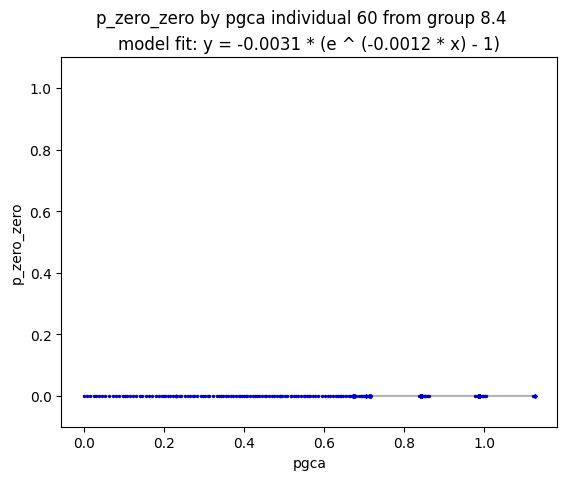 p_zero_zero by pgca individual 60 from group 8.4
model fit: y = -0.0031 * (e ^ (-0.0012 * x) - 1)
1.0
0.8
0.6
0.4
0.2
0.0
p_zero_zero
0.0 0.2 0.4 0.6 0.8 1.0
pgca